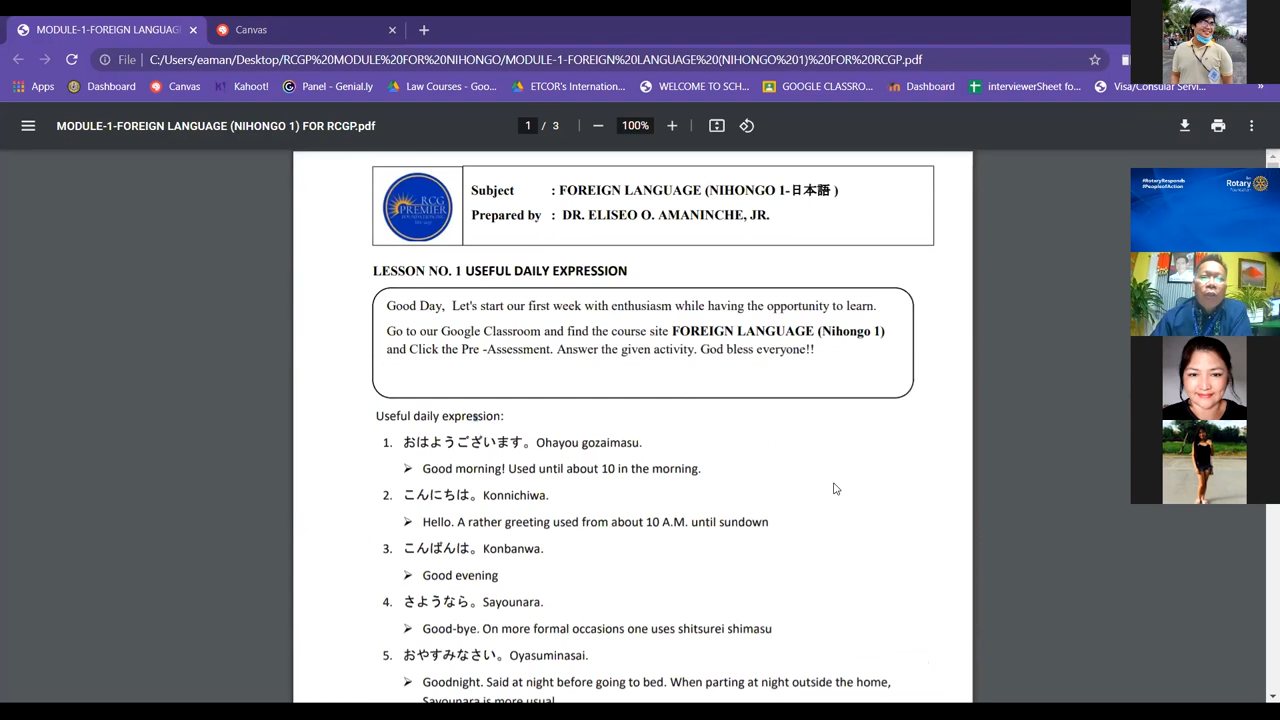 MODULE-1-FOREIGN LANGUAG
Canvas
File
C:/Users/eaman/Desktop/RCGP%20MODULE%20FOR%20NIHONGO/MODULE-1-FOREIGN%20LANGUAGE%20(NIHONGO%201)%20FOR%20RCGP.pdf
Apps
Dashboard
Canvas
Kahoot!
Panel - Genial.ly
Law Courses - Goo...
ETCOR's Internation...
WELCOME TO SCH...
GOOGLE CLASSRO...
Dashboard
interviewerSheet fo...
Visa/Consular Servi...
»
MODULE-1-FOREIGN LANGUAGE (NIHONGO 1) FOR RCGP.pdf
1 / 3
100%
RCG
PREMIER
Subject : FOREIGN LANGUAGE (NIHONGO 1-日本語 )
Prepared by : DR. ELISEO O. AMANINCHE, JR.
LESSON NO. 1 USEFUL DAILY EXPRESSION
Good Day, Let's start our first week with enthusiasm while having the opportunity to learn.
Go to our Google Classroom and find the course site FOREIGN LANGUAGE (Nihongo 1)
and Click the Pre -Assessment. Answer the given activity. God bless everyone!!
Useful daily expression:
1. おはようございます。Ohayou gozaimasu.
➢ Good morning! Used until about 10 in the morning.
2. こんにちは。Konnichiwa.
➢ Hello. A rather greeting used from about 10 A.M. until sundown
3. こんばんは。Konbanwa.
➢ Good evening
4. さようなら。Sayounara.
➢ Good-bye. On more formal occasions one uses shitsurei shimasu
5. おやすみなさい。Oyasuminasai.
➢ Goodnight. Said at night before going to bed. When parting at night outside the home,
Sayounara is more usual
#RotaryResponds
#PeopleofAction
Rotary